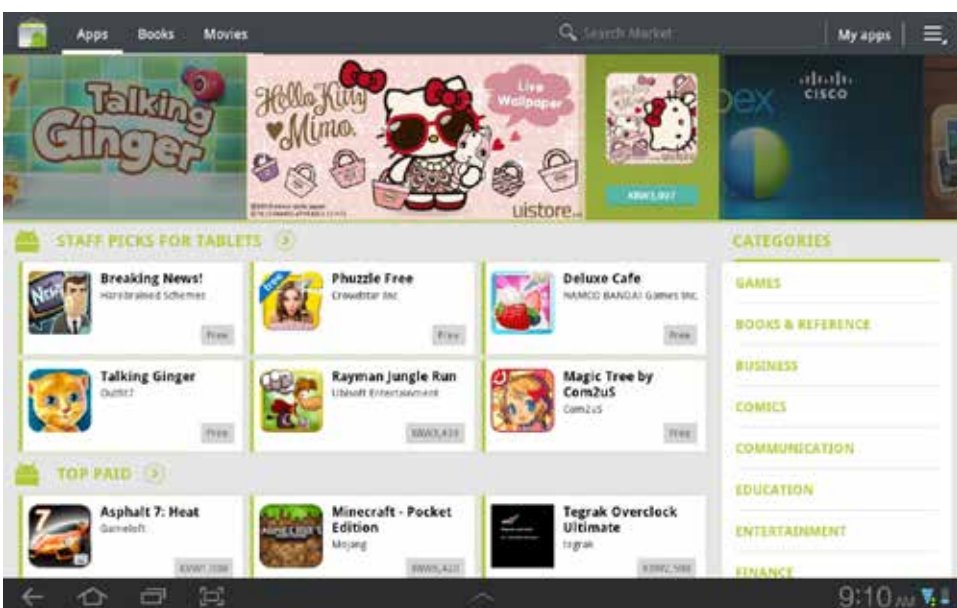 Apps Books Movies Search Market My apps
Talking
Ginger
Hello Kitty
Mimo.
Live
Wallpaper
uistore
CISCO
STAFF PICKS FOR TABLETS
Breaking News!
Harebrained Schemes
Free
Phuzzle Free
Crowdstar Inc
Free
Deluxe Cafe
NAMCO BANDAI Games Inc.
Free
Talking Ginger
Outfit7
Free
Rayman Jungle Run
Ubisoft Entertainment
Magic Tree by
Com2uS
Com2uS
Free
TOP PAID
Asphalt 7: Heat
Gameloft
Minecraft - Pocket
Edition
Mojang
Tegrak Overclock
Ultimate
tegrak
CATEGORIES
GAMES
BOOKS & REFERENCE
BUSINESS
COMICS
COMMUNICATION
EDUCATION
ENTERTAINMENT
FINANCE
9:10 AM